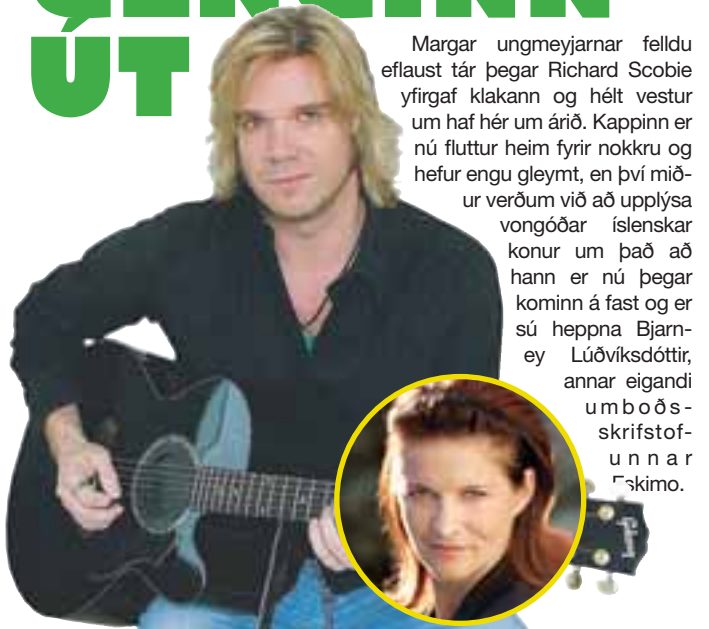 GENGINN
ÚT
Margar ungmeyjarnar felldu
eflaust tár þegar Richard Scobie
yfirgaf klakann og hélt vestur
um haf hér um árið. Kappinn er
nú fluttur heim fyrir nokkru og
hefur engu gleymt, en því mið-
ur verðum við að upplýsa
vongóðar íslenskar
konur um það að
hann er nú þegar
kominn á fast og er
sú heppna Bjarn-
ey Lúðvíksdóttir,
annar eigandi
umboðs-
skrifstof-
unnar
Eskimo.
Gibson